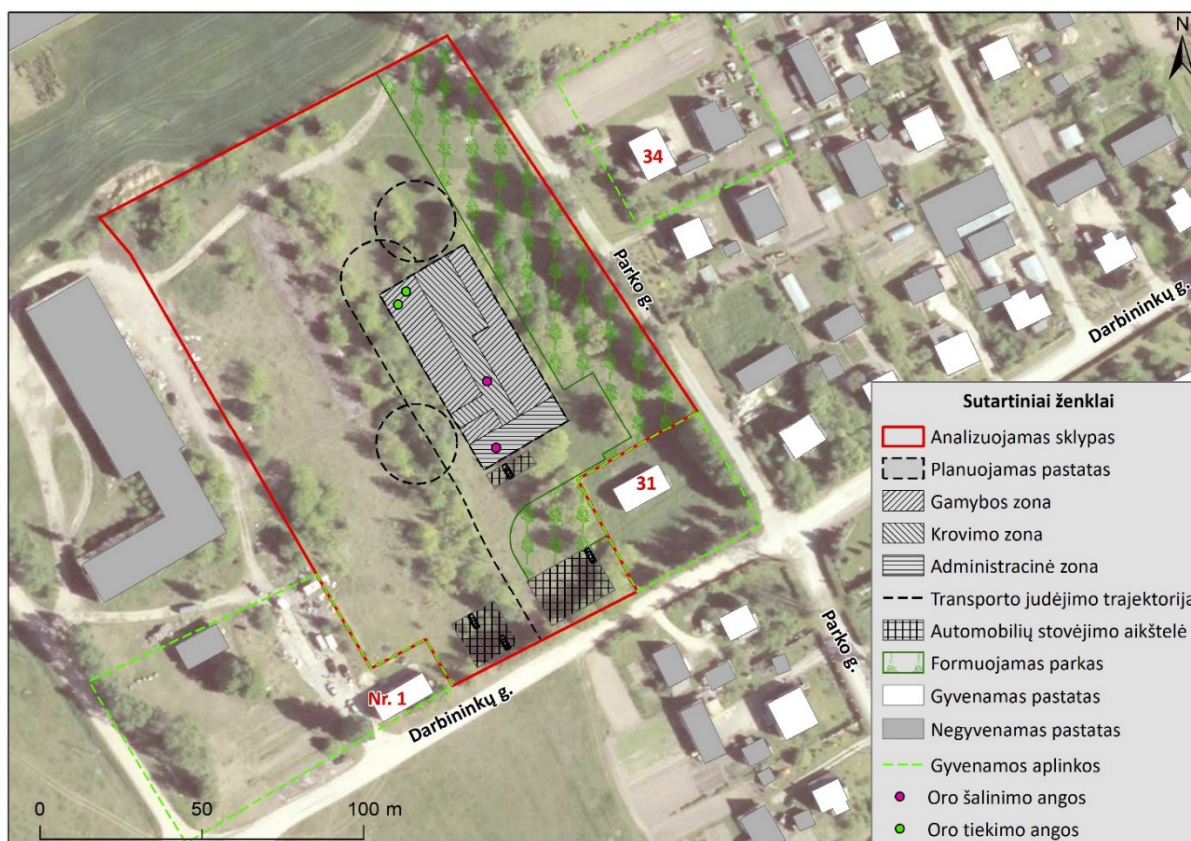 N
34
Parko g.
Darbininkų g.
31
Parko g.
Nr. 1
Darbininkų g.
0 50 100 m
Sutartiniai ženklai
Analizuojamas sklypas
Planuojamas pastatas
Gamybos zona
Krovimo zona
Administracinė zona
Transporto judėjimo trajektorija
Automobilių stovėjimo aikštelė
Formuojamas parkas
Gyvenamas pastatas
Negyvenamas pastatas
Gyvenamos aplinkos
Oro šalinimo angos
Oro tiekimo angos